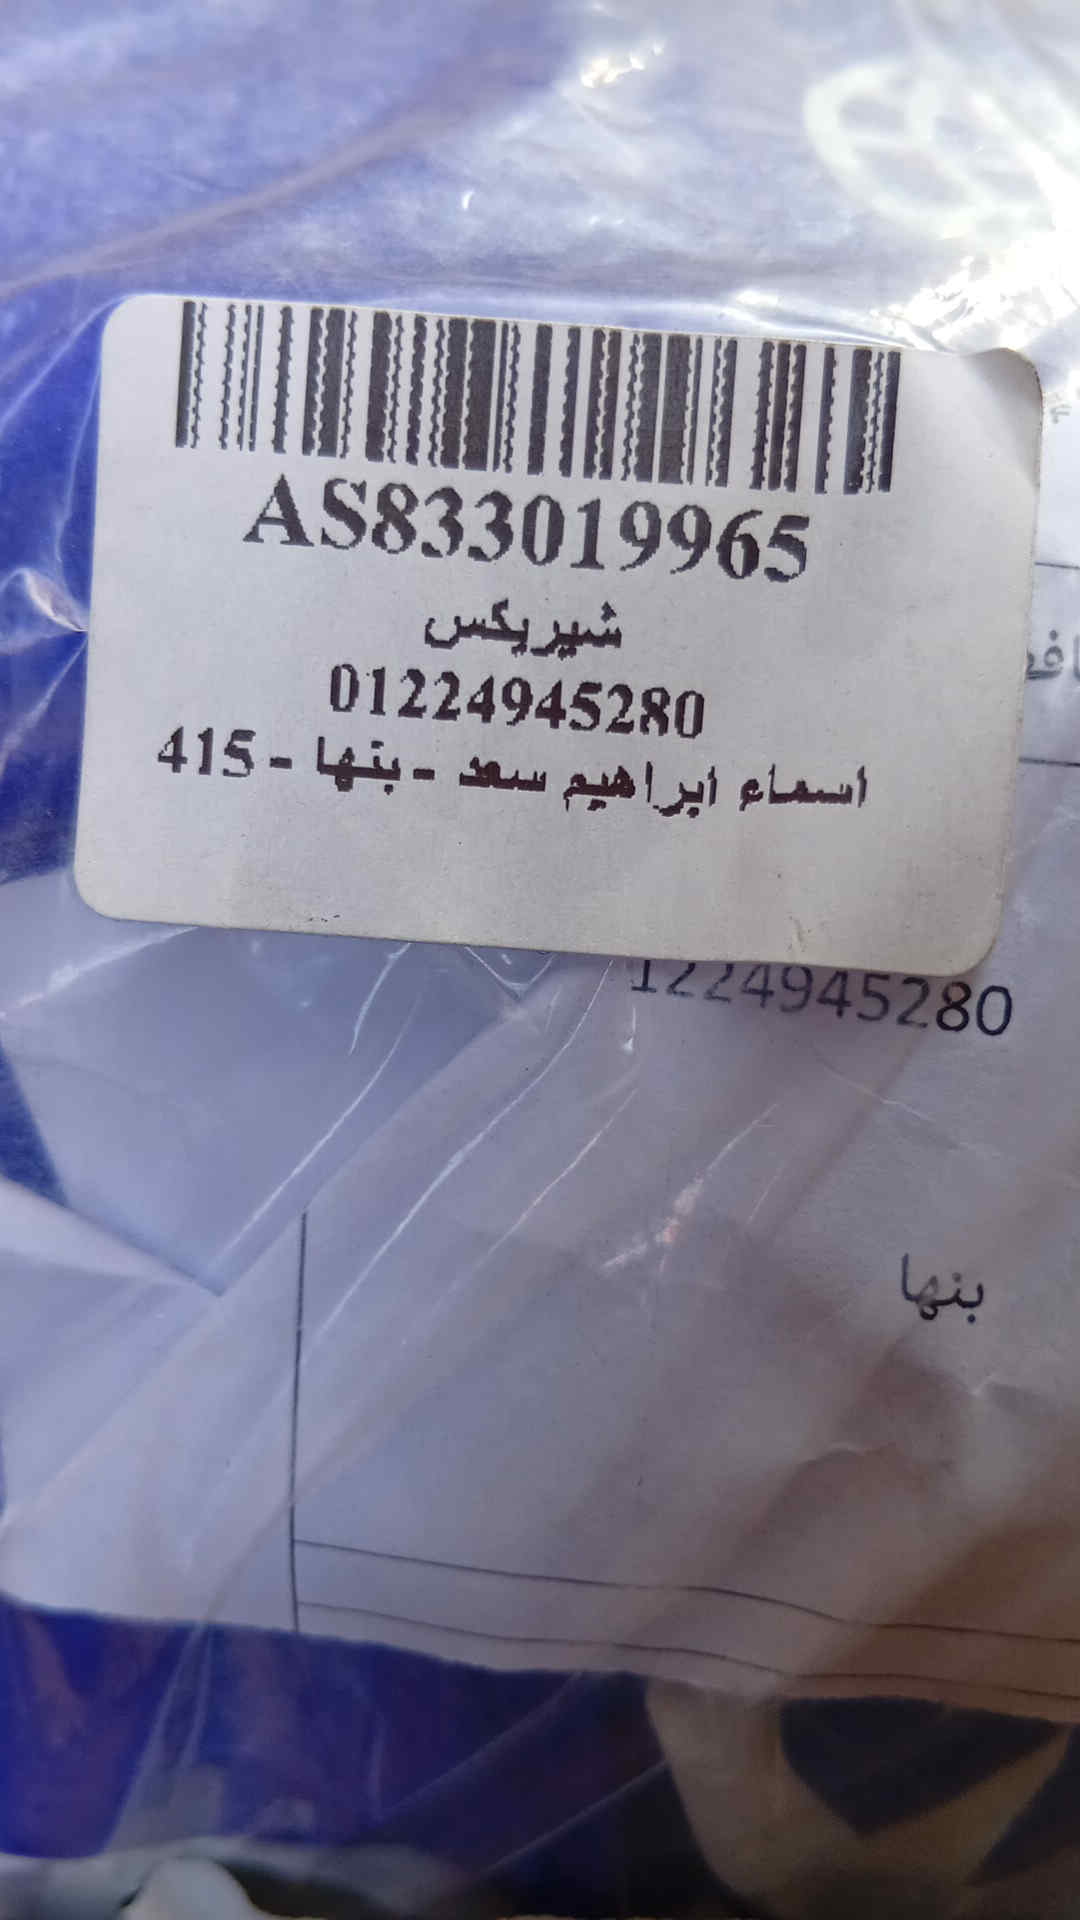 AS833019965
شيريكس
01224945280
اسماء ابراهيم سعد - بنها - 415
1224945280
بنها